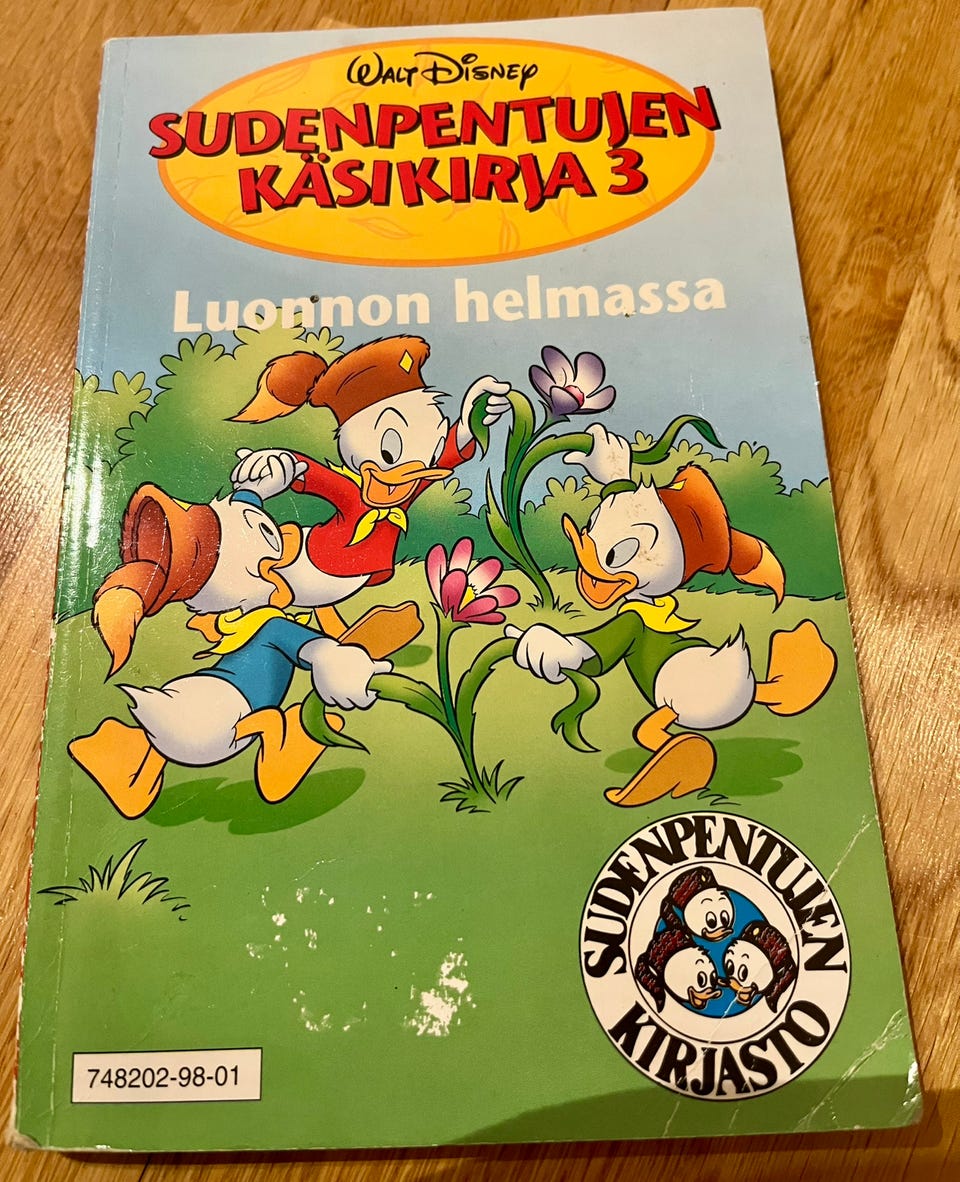 WALT DISNEY
SUDENPENTUJEN
KÄSIKIRJA 3
Luonnon helmassa
SUDENPENTUJEN
KIRJASTO
748202-98-01